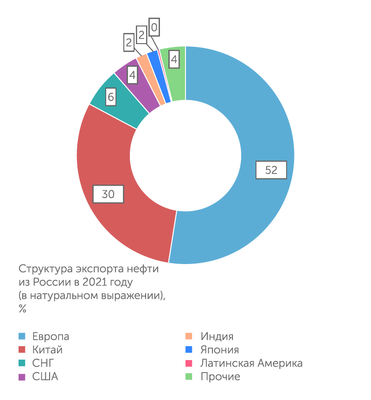 0
2
2
4
4
6
52
30
Структура экспорта нефти
из России в 2021 году
(в натуральном выражении),
%
Европа
Китай
СНГ
США
Индия
Япония
Латинская Америка
Прочие